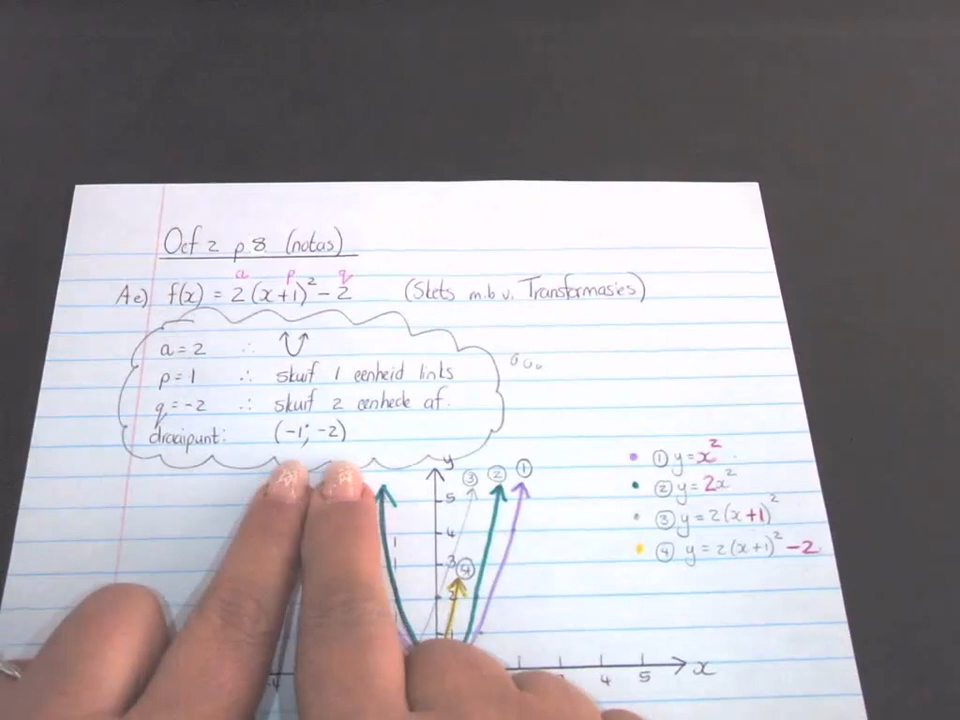 Oef 2 p 8 (notas)
a p q
Ae) f(x) = 2(x+1)² - 2 (Skets m.b.v. Transformasies)
a = 2 ∴
p = 1 ∴ skuif 1 eenheid links
q = -2 ∴ skuif 2 eenhede af.
draaipunt: (-1; -2)
y
③ ② ①
① y = x²
② y = 2x²
③ y = 2(x+1)²
④ y = 2(x+1)² - 2
5
4
3
④
2
4 5 x